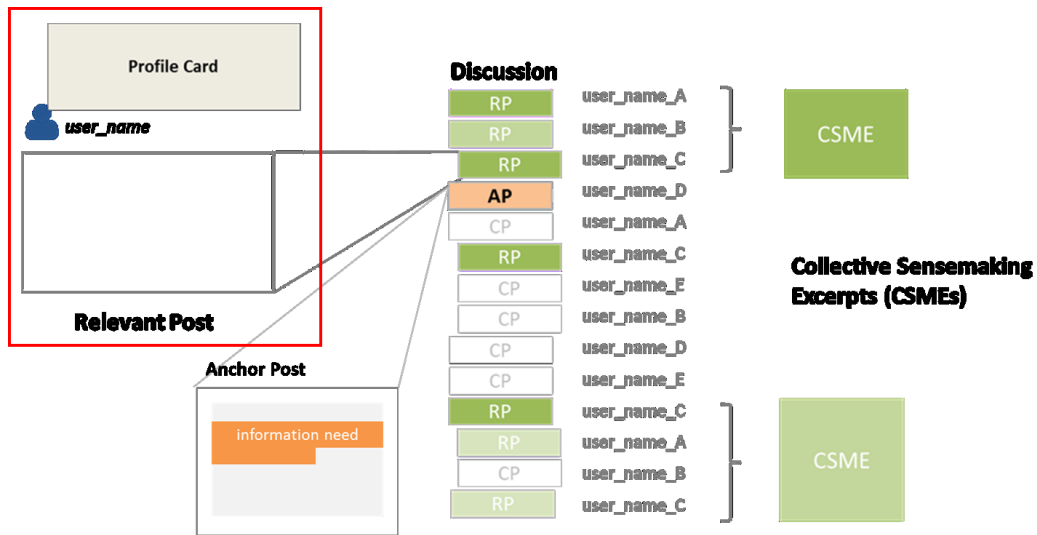 Profile Card
user_name
Relevant Post
Anchor Post
information need
Discussion
RP user_name_A
RP user_name_B
RP user_name_C
AP user_name_D
CP user_name_A
RP user_name_C
CP user_name_E
CP user_name_B
CP user_name_D
CP user_name_E
RP user_name_C
RP user_name_A
CP user_name_B
RP user_name_C
CSME
Collective Sensemaking
Excerpts (CSMEs)
CSME